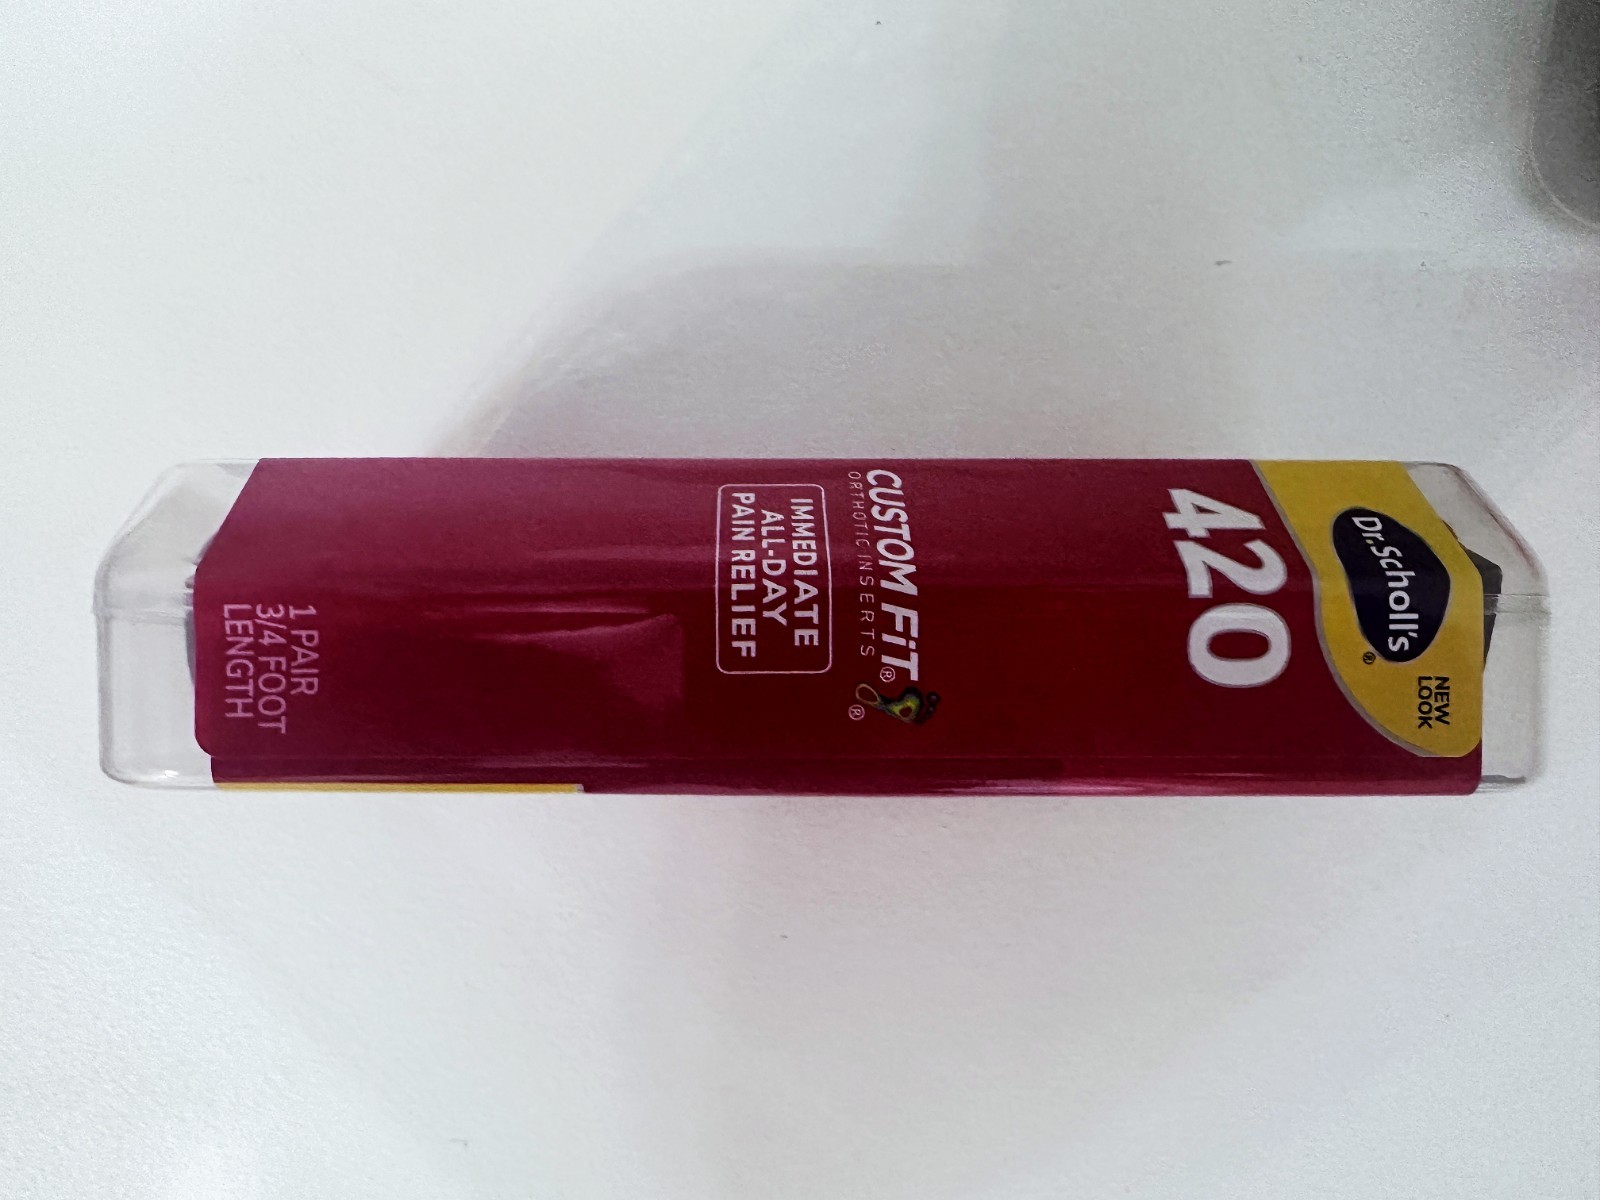 Dr.Scholl's®
NEW
LOOK
420
CUSTOM FiT®
ORTHOTIC INSERTS
®
IMMEDIATE
ALL-DAY
PAIN RELIEF
1 PAIR
3/4 FOOT
LENGTH